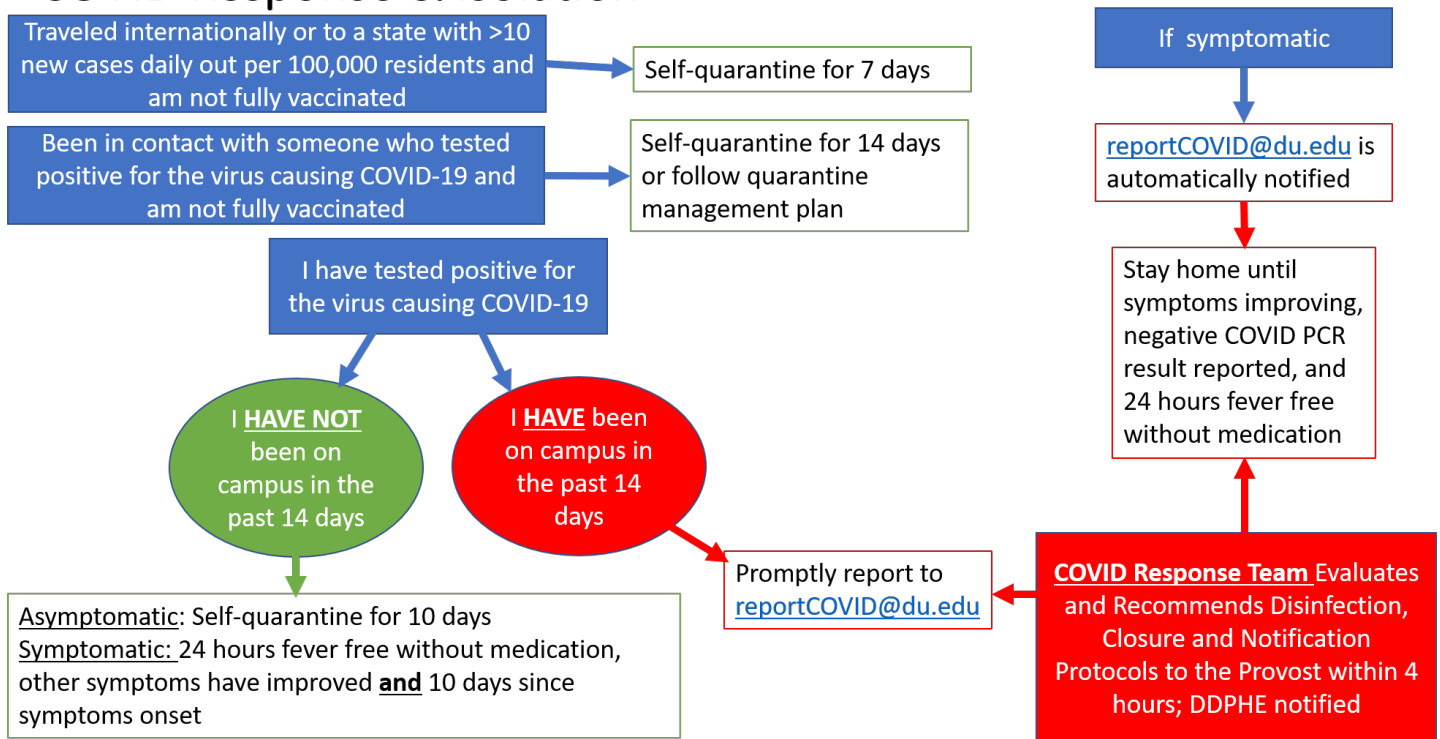 Traveled internationally or to a state with >10
new cases daily out per 100,000 residents and
am not fully vaccinated
Self-quarantine for 7 days
Been in contact with someone who tested
positive for the virus causing COVID-19 and
am not fully vaccinated
Self-quarantine for 14 days
or follow quarantine
management plan
I have tested positive for
the virus causing COVID-19
I HAVE NOT
been on
campus in the
past 14 days
I HAVE been
on campus in
the past 14
days
Asymptomatic: Self-quarantine for 10 days
Symptomatic: 24 hours fever free without medication,
other symptoms have improved and 10 days since
symptoms onset
Promptly report to
reportCOVID@du.edu
If symptomatic
reportCOVID@du.edu is
automatically notified
Stay home until
symptoms improving,
negative COVID PCR
result reported, and
24 hours fever free
without medication
COVID Response Team Evaluates
and Recommends Disinfection,
Closure and Notification
Protocols to the Provost within 4
hours; DDPHE notified